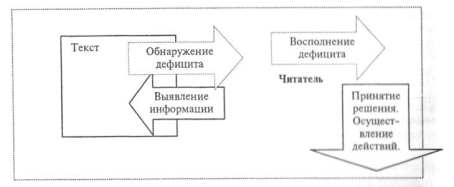 Текст
Обнаружение
дефицита
Восполнение
дефицита
Читатель
Выявление
информации
Принятие
решения.
Осущест-
вление
действий.